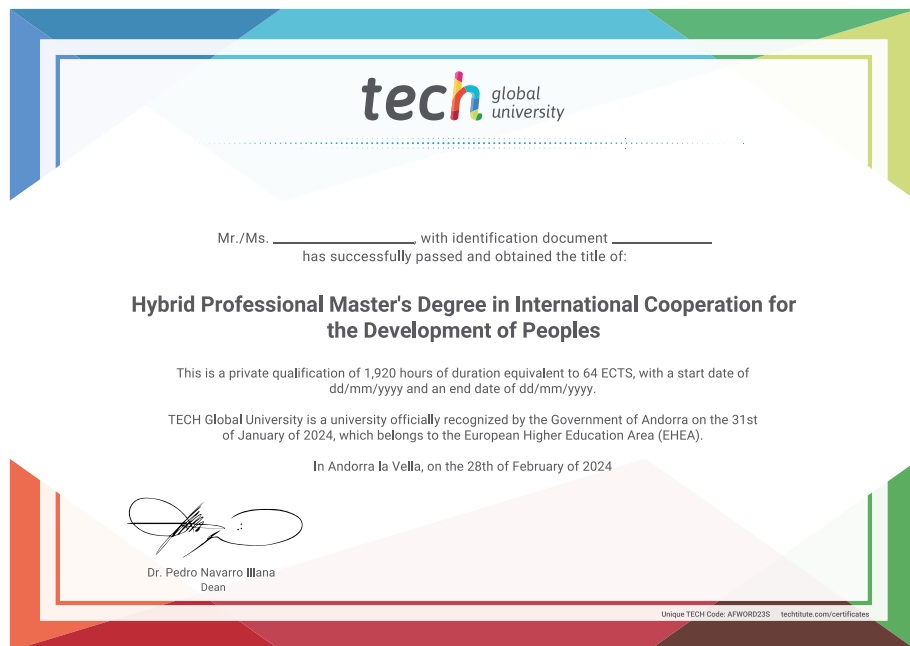 tech global university
Mr./Ms. ____________, with identification document ____________
has successfully passed and obtained the title of:
Hybrid Professional Master's Degree in International Cooperation for
the Development of Peoples
This is a private qualification of 1,920 hours of duration equivalent to 64 ECTS, with a start date of
dd/mm/yyyy and an end date of dd/mm/yyyy.
TECH Global University is a university officially recognized by the Government of Andorra on the 31st
of January of 2024, which belongs to the European Higher Education Area (EHEA).
In Andorra la Vella, on the 28th of February of 2024
Dr. Pedro Navarro Illana
Dean
Unique TECH Code: AFWORD23S techtitute.com/certificates